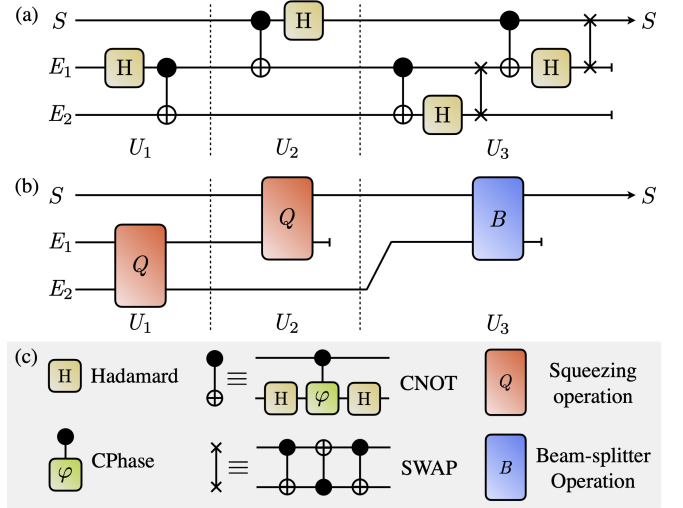 (a) S H S
E₁ H H
E₂ H
U₁ U₂ U₃
(b) S Q B S
E₁ Q
E₂
U₁ U₂ U₃
(c) H Hadamard ≡ H φ H CNOT Q Squeezing operation
φ CPhase ≡ SWAP B Beam-splitter Operation